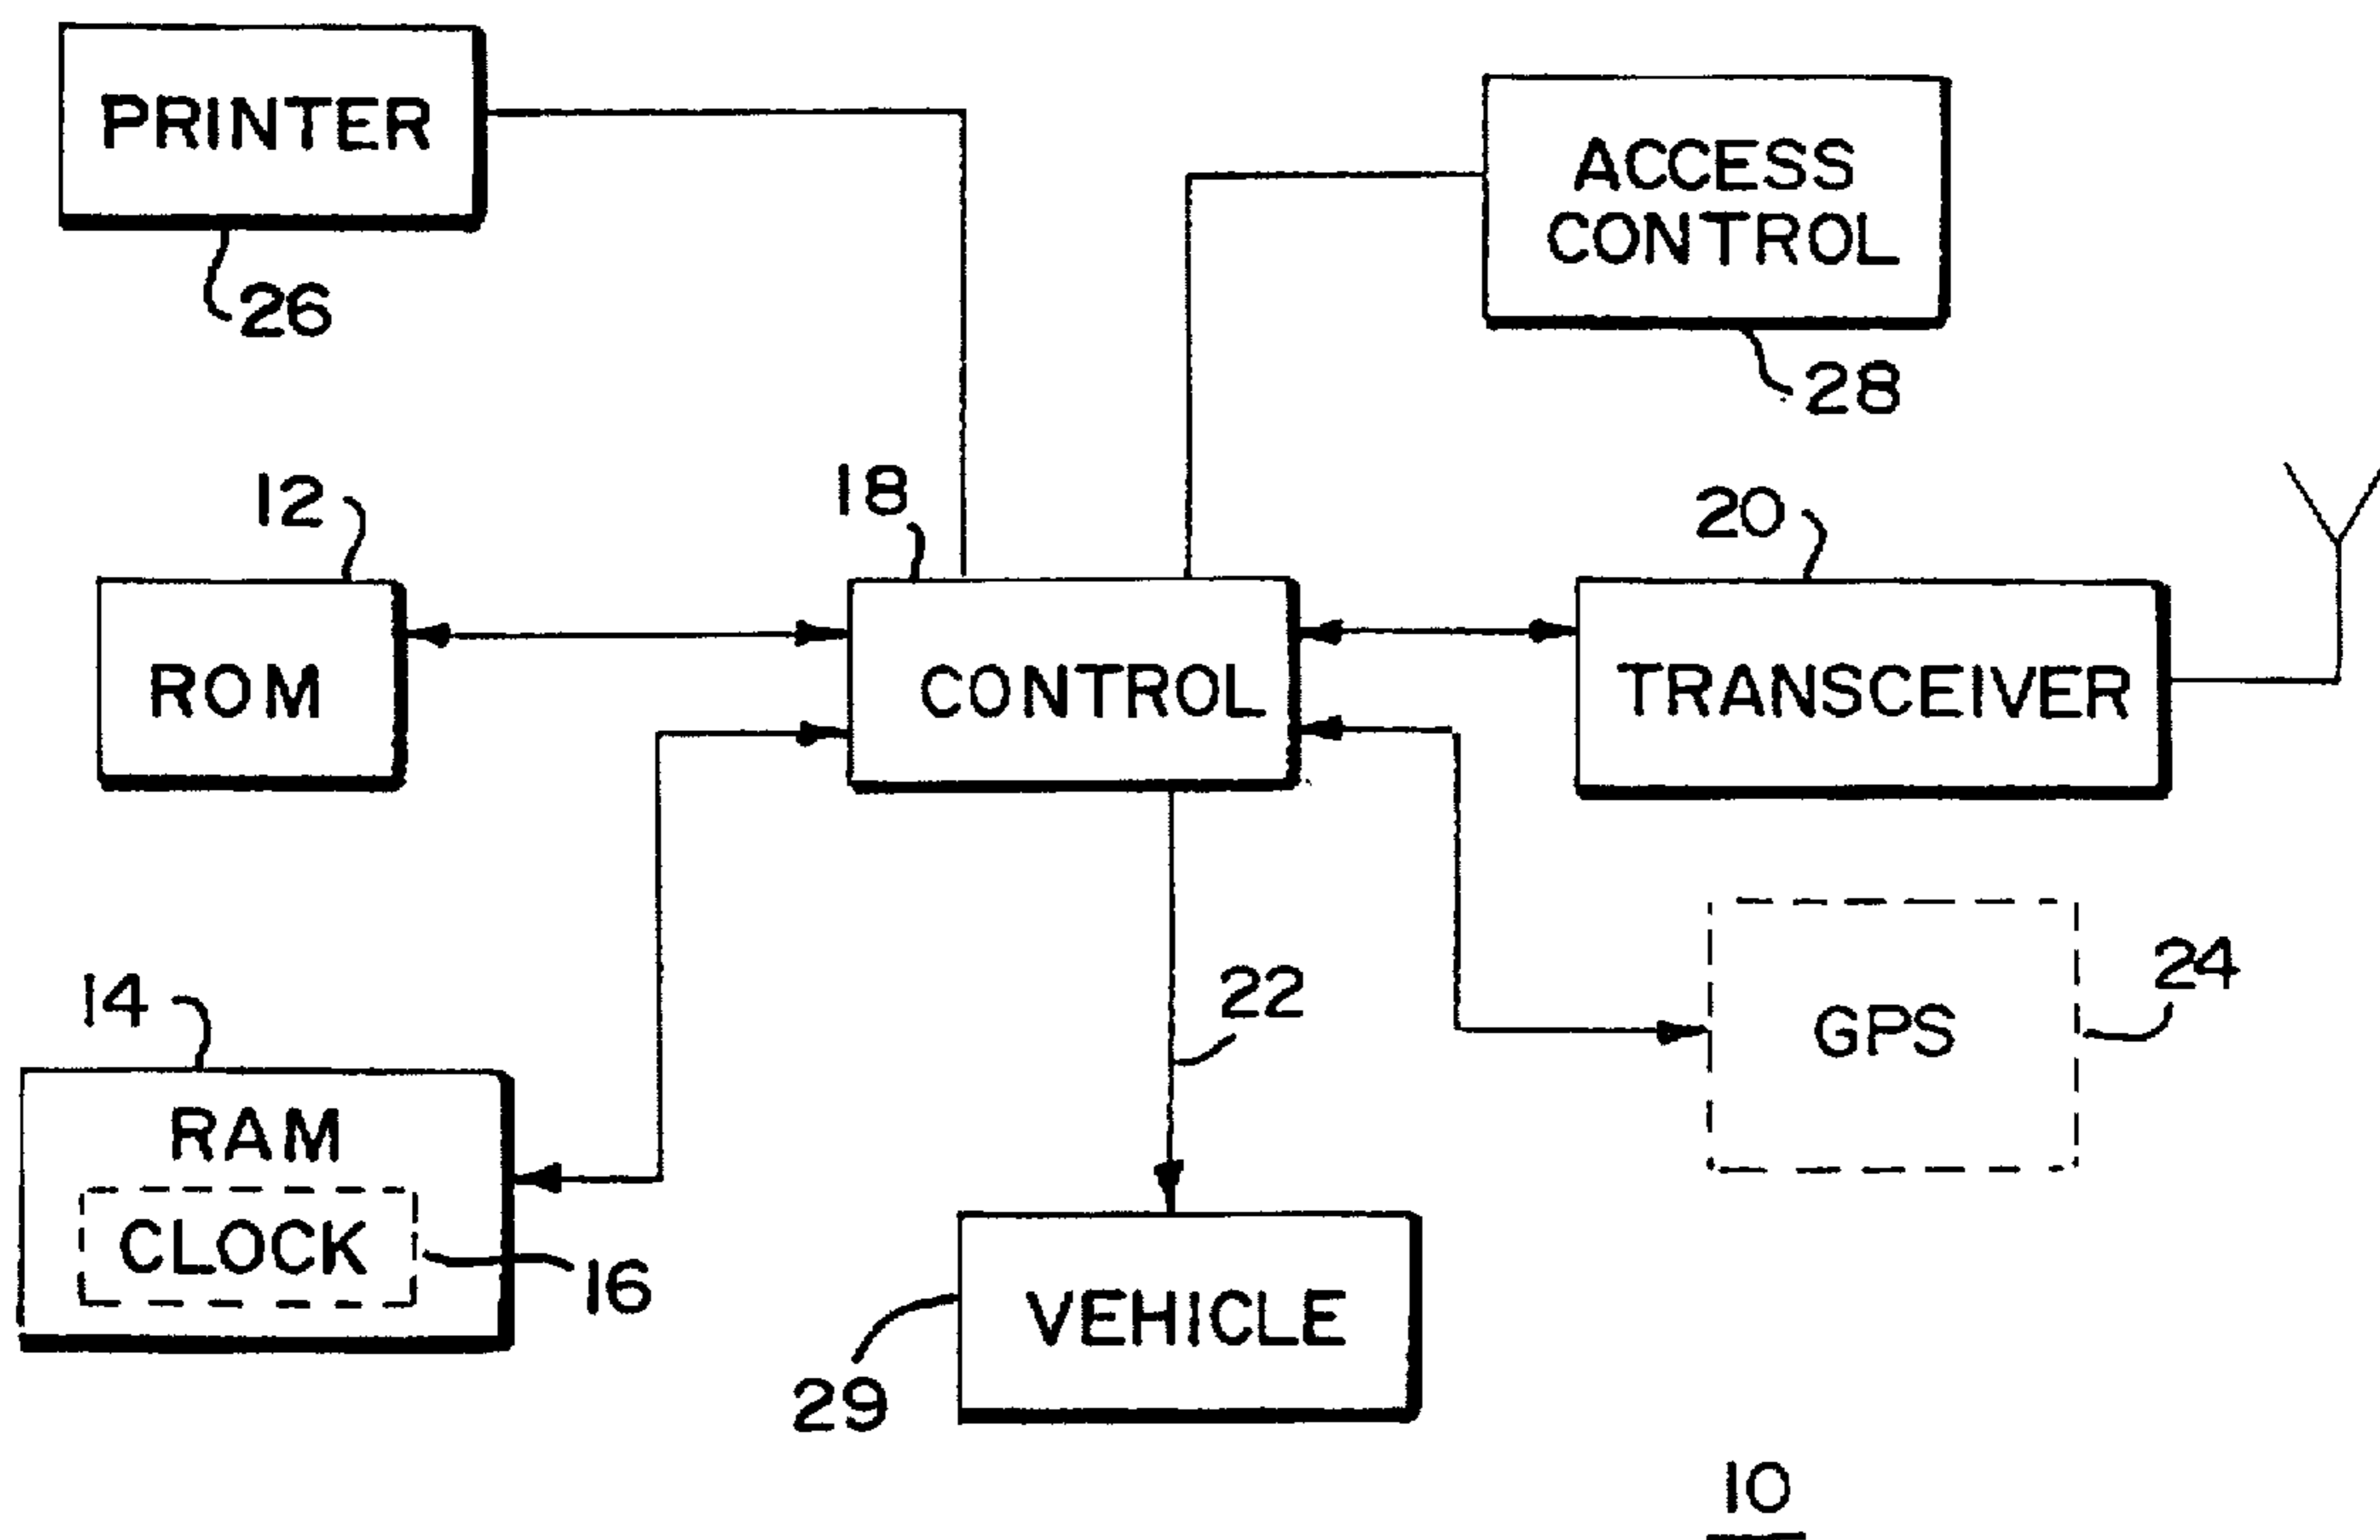 PRINTER
26
ACCESS
CONTROL
28
12
ROM
18
CONTROL
20
TRANSCEIVER
14
RAM
CLOCK
16
22
GPS
24
VEHICLE
29
10